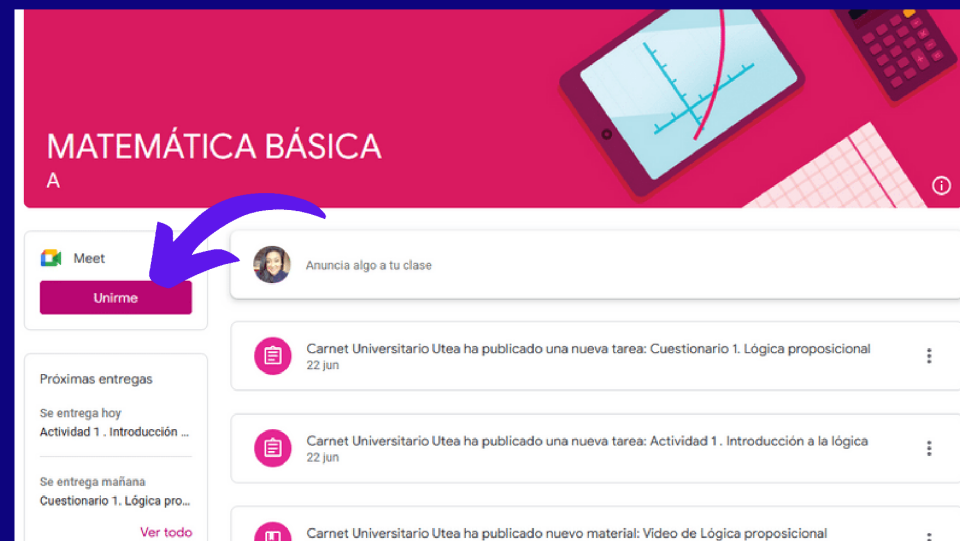 MATEMÁTICA BÁSICA
A
Meet
Unirme
Anuncia algo a tu clase
Carnet Universitario Utea ha publicado una nueva tarea: Cuestionario 1. Lógica proposicional
22 jun
Próximas entregas
Se entrega hoy
Actividad 1 . Introducción ...
Se entrega mañana
Cuestionario 1. Lógica pro...
Ver todo
Carnet Universitario Utea ha publicado una nueva tarea: Actividad 1 . Introducción a la lógica
22 jun
Carnet Universitario Utea ha publicado nuevo material: Video de Lógica proposicional